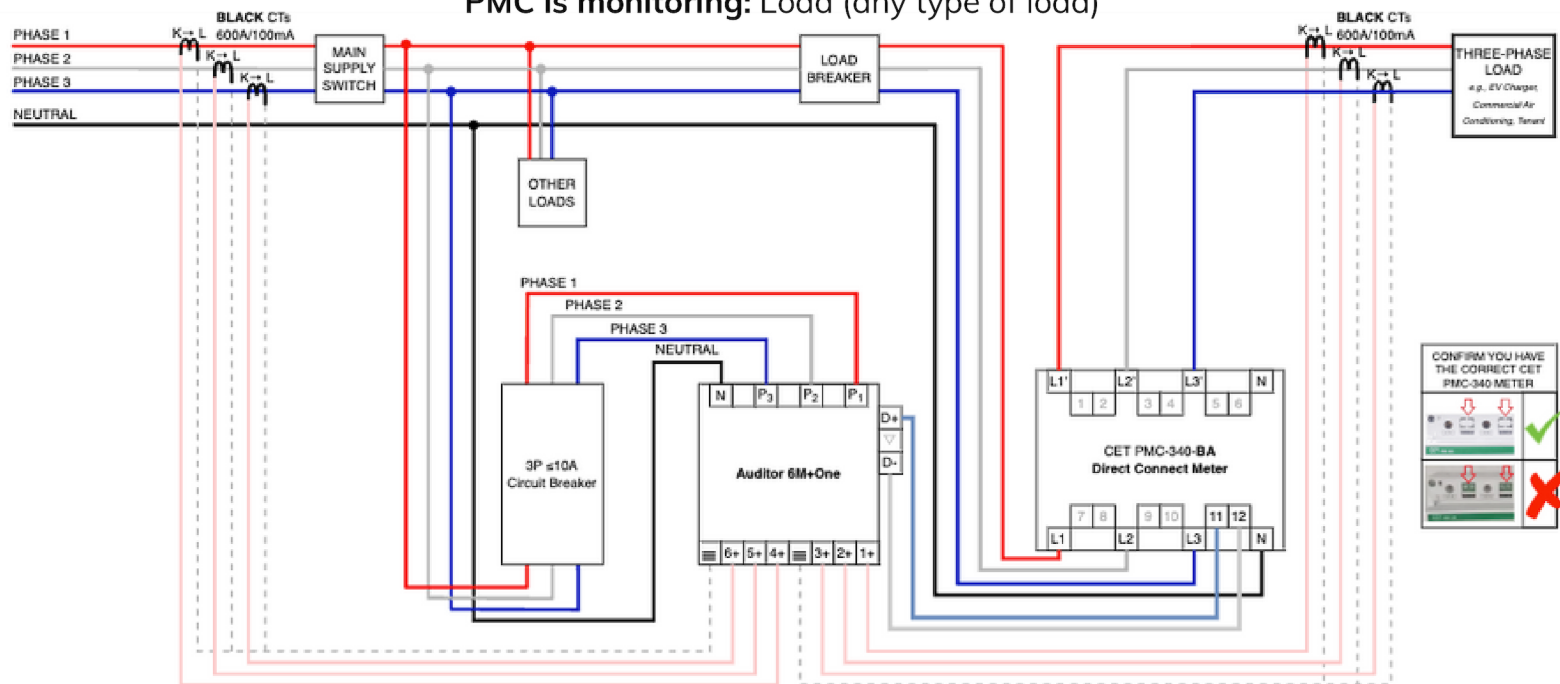 PMC is monitoring: Load (any type of load)
BLACK CTs
600A/100mA
K→L
K→L
K→L
PHASE 1
PHASE 2
PHASE 3
NEUTRAL
MAIN
SUPPLY
SWITCH
OTHER
LOADS
LOAD
BREAKER
BLACK CTs
600A/100mA
K→L
K→L
K→L
THREE-PHASE
LOAD
e.g., EV Charger,
Commercial Air
Conditioning, Tenant
PHASE 1
PHASE 2
PHASE 3
NEUTRAL
3P ≤10A
Circuit Breaker
N P3 P2 P1
D+
D-
Auditor 6M+One
6+ 5+ 4+ 3+ 2+ 1+
L1' L2' L3' N
1 2 3 4 5 6
CET PMC-340-BA
Direct Connect Meter
7 8 9 10 11 12
L1 L2 L3 N
CONFIRM YOU HAVE
THE CORRECT CET
PMC-340 METER